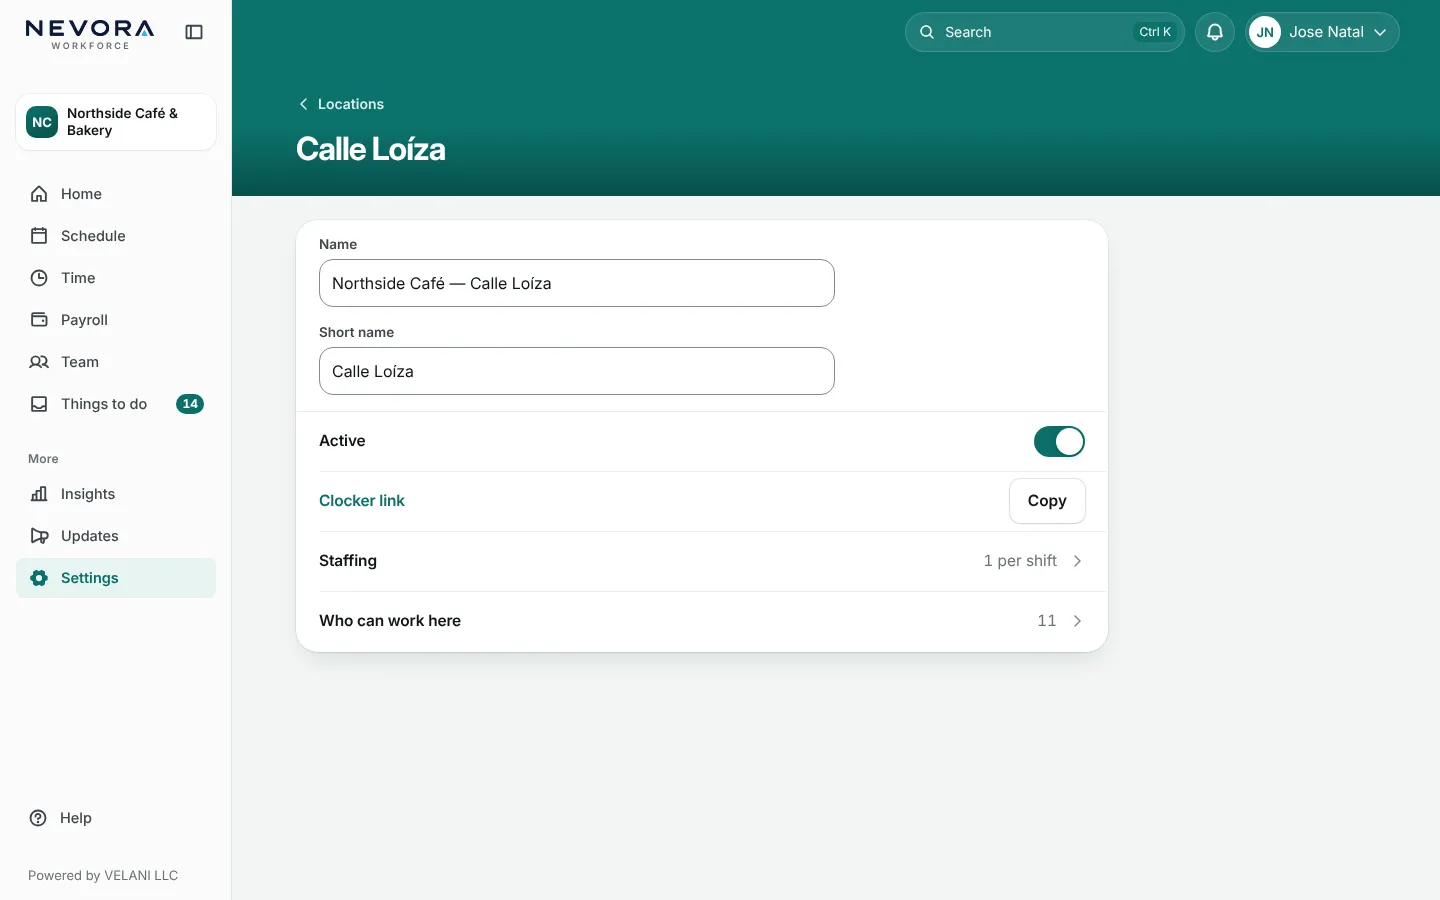 NEVORA
WORKFORCE
Search
Ctrl K
JN
Jose Natal
NC
Northside Café &
Bakery
Home
Schedule
Time
Payroll
Team
Things to do
14
More
Insights
Updates
Settings
Help
Powered by VELANI LLC
Locations
Calle Loíza
Name
Northside Café — Calle Loíza
Short name
Calle Loíza
Active
Clocker link
Copy
Staffing
1 per shift
Who can work here
11